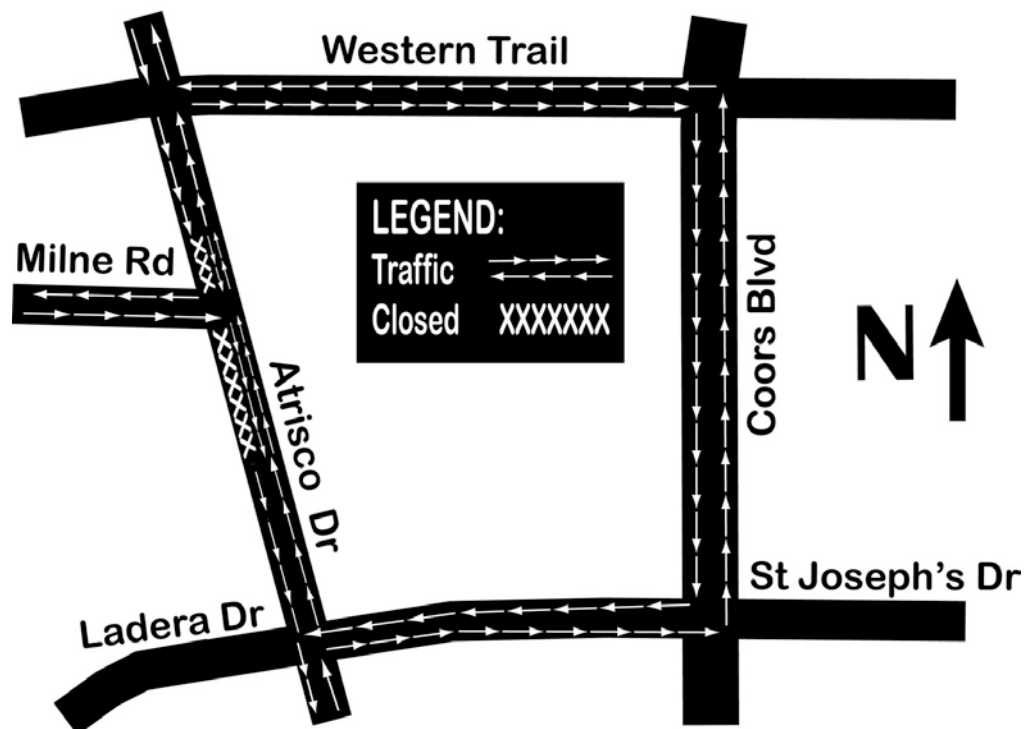 Western Trail
LEGEND:
Traffic
Closed XXXXXXX
Milne Rd
Atrisco Dr
Coors Blvd
N
St Joseph's Dr
Ladera Dr